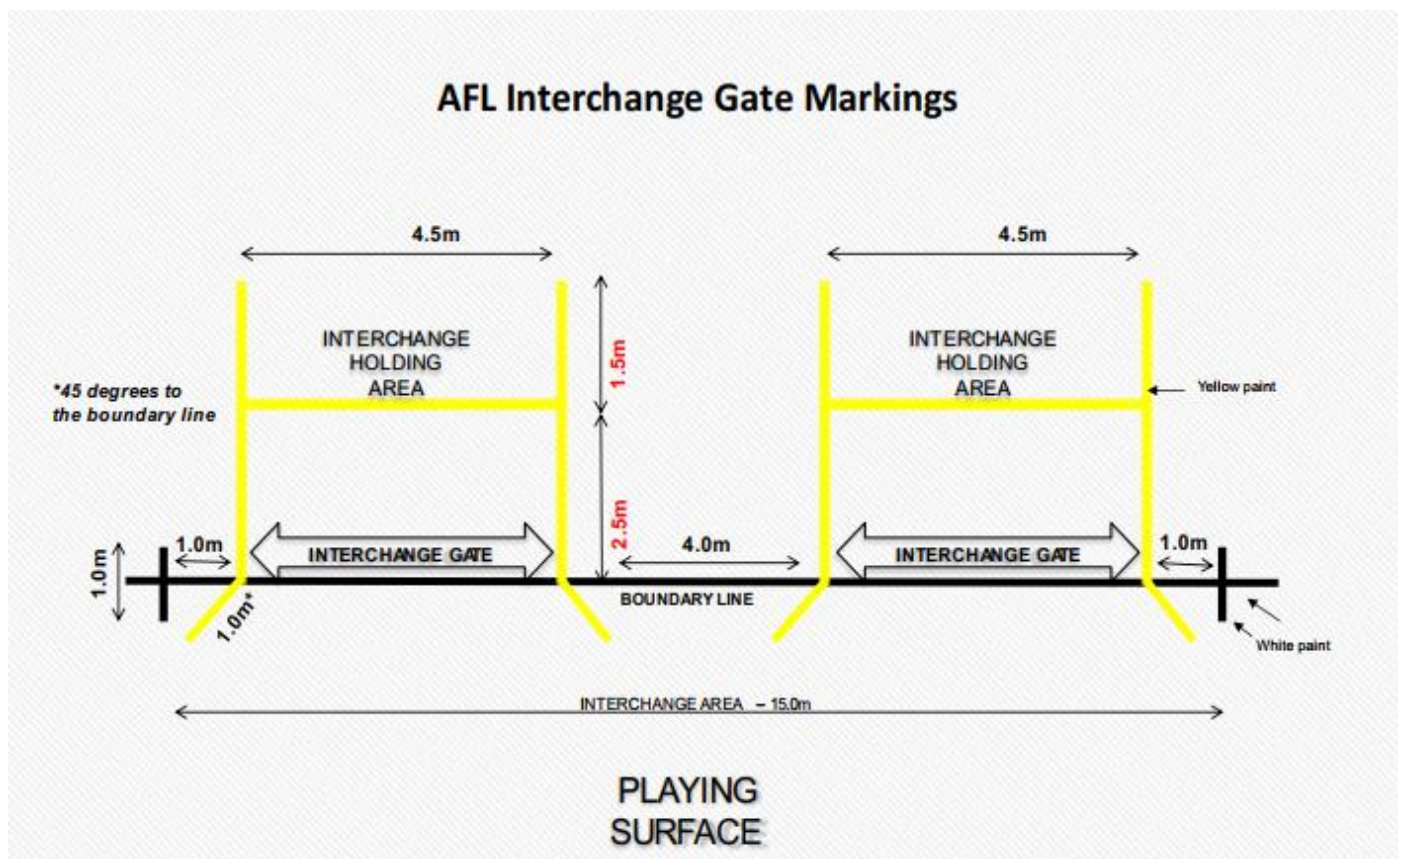 AFL Interchange Gate Markings
4.5m
4.5m
INTERCHANGE
HOLDING
AREA
1.5m
INTERCHANGE
HOLDING
AREA
*45 degrees to
the boundary line
Yellow paint
1.0m
1.0m
INTERCHANGE GATE
2.5m
4.0m
INTERCHANGE GATE
1.0m
1.0m*
BOUNDARY LINE
White paint
INTERCHANGE AREA – 15.0m
PLAYING
SURFACE